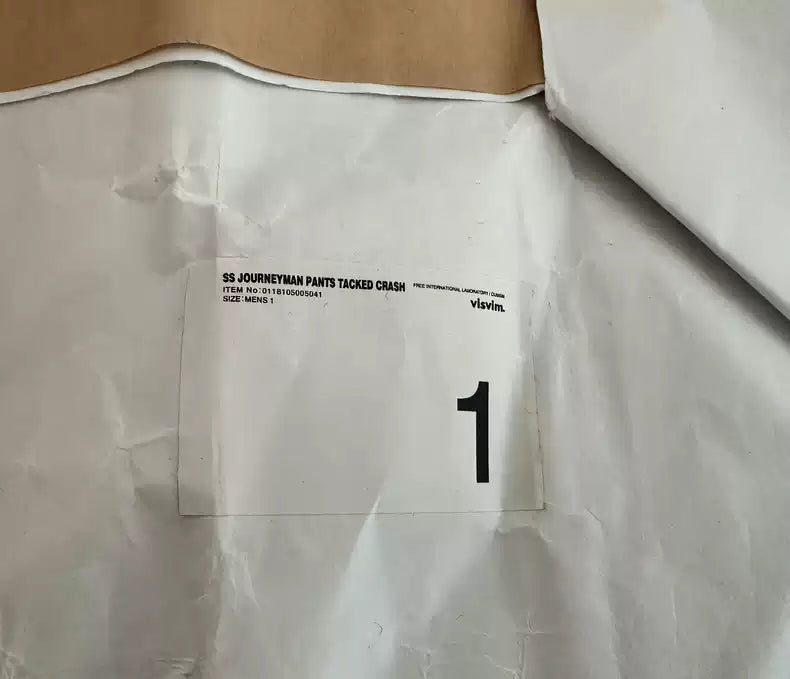 SS JOURNEYMAN PANTS TACKED CRASH
FREE INTERNATIONAL LABORATORY / CUBISM
ITEM No:0118105005041
SIZE:MENS 1
visvim.
1